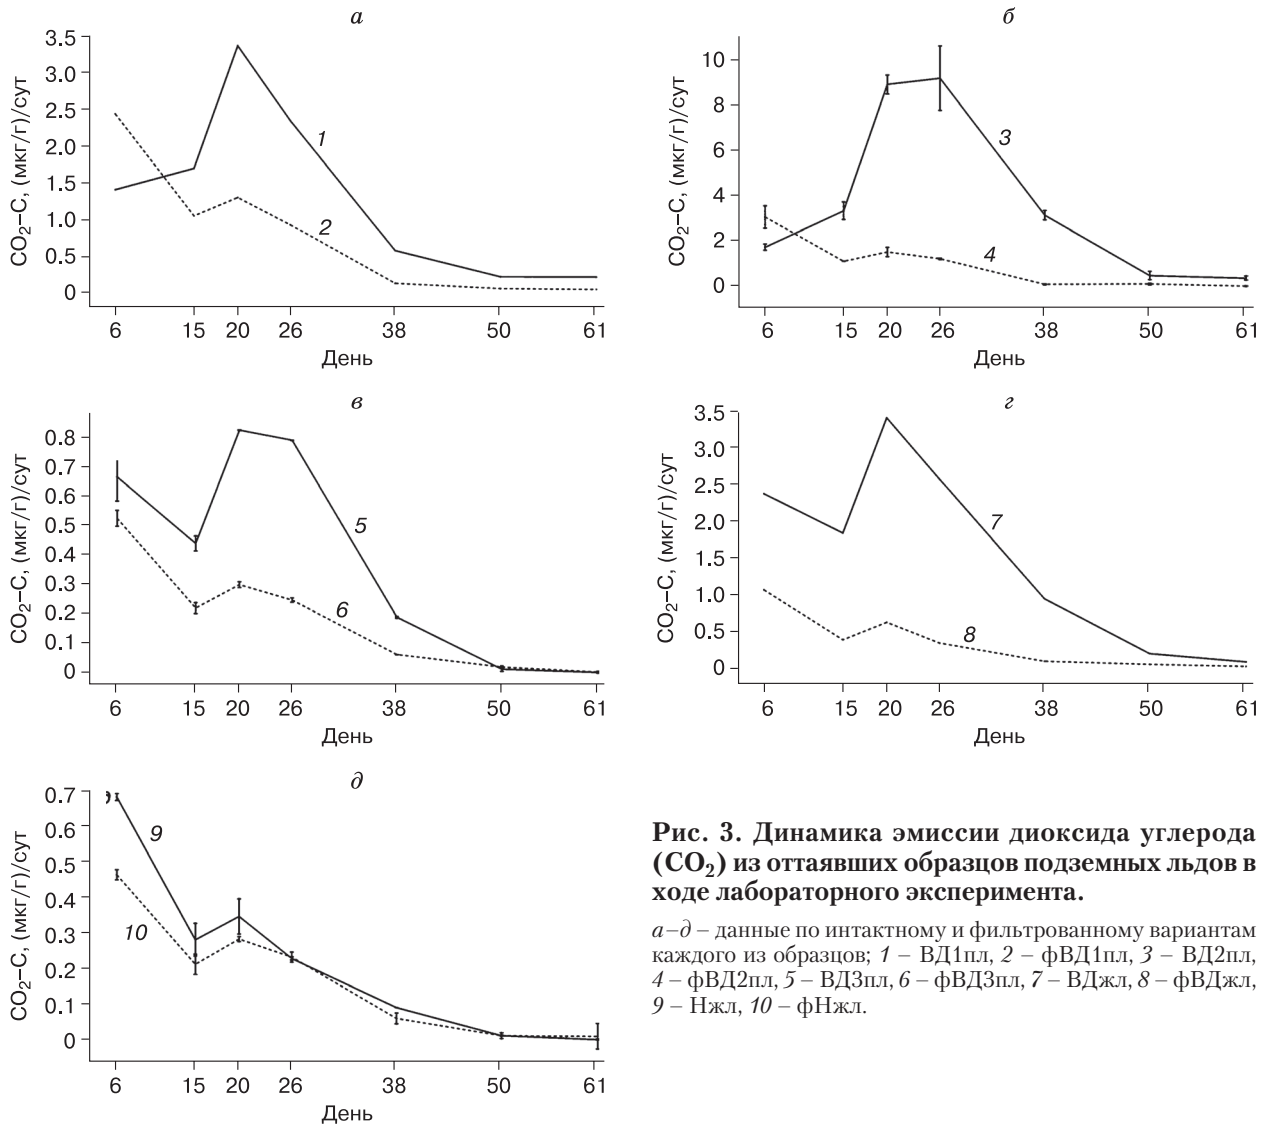 а
CO₂–C, (мкг/г)/сут
3.5
3.0
2.5
2.0
1.5
1.0
0.5
0
1
2
6 15 20 26 38 50 61
День
б
CO₂–C, (мкг/г)/сут
10
8
6
4
2
0
3
4
6 15 20 26 38 50 61
День
в
CO₂–C, (мкг/г)/сут
0.8
0.7
0.6
0.5
0.4
0.3
0.2
0.1
0
5
6
6 15 20 26 38 50 61
День
г
CO₂–C, (мкг/г)/сут
3.5
3.0
2.5
2.0
1.5
1.0
0.5
0
7
8
6 15 20 26 38 50 61
День
д
CO₂–C, (мкг/г)/сут
0.7
0.6
0.5
0.4
0.3
0.2
0.1
0
9
10
6 15 20 26 38 50 61
День
Рис. 3. Динамика эмиссии диоксида углерода
(CO₂) из оттаявших образцов подземных льдов в
ходе лабораторного эксперимента.
а–д – данные по интактному и фильтрованному вариантам
каждого из образцов; 1 – ВД1пл, 2 – фВД1пл, 3 – ВД2пл,
4 – фВД2пл, 5 – ВД3пл, 6 – фВД3пл, 7 – ВДжл, 8 – фВДжл,
9 – Нжл, 10 – фНжл.